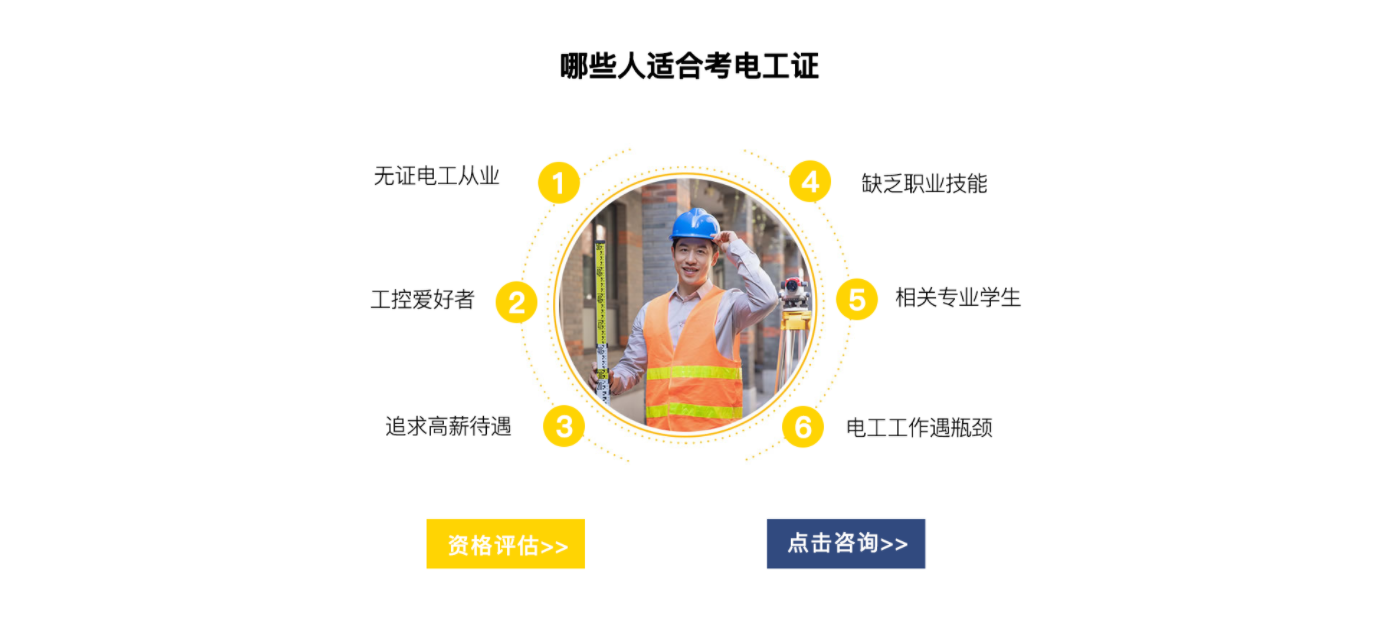 哪些人适合考电工证
无证电工从业
1
4
缺乏职业技能
工控爱好者
2
5
相关专业学生
追求高薪待遇
3
6
电工工作遇瓶颈
资格评估>>
点击咨询>>